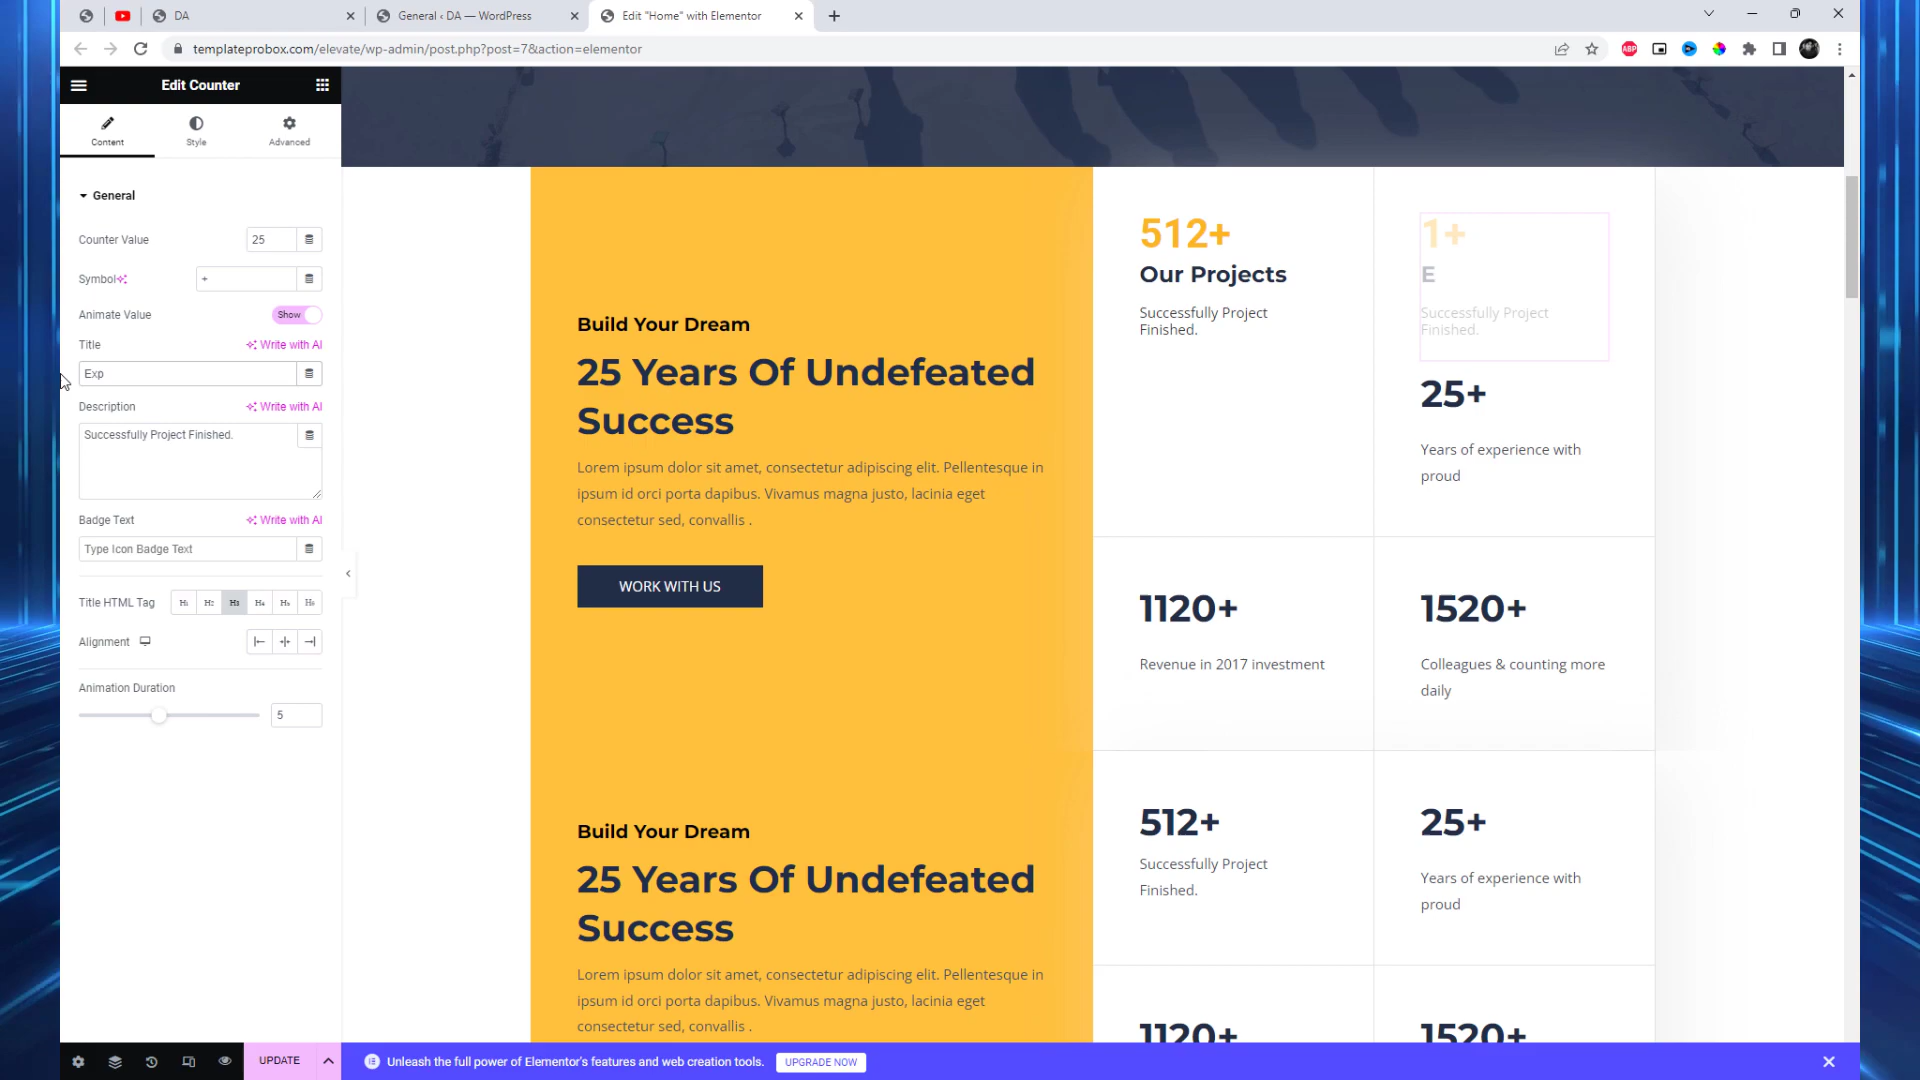 DA
General ‹ DA — WordPress
Edit "Home" with Elementor
templateprobox.com/elevate/wp-admin/post.php?post=7&action=elementor
ABP
Edit Counter
Content
Style
Advanced
General
Counter Value
25
Symbol
+
Animate Value
Show
Title
Write with AI
Exp
Description
Write with AI
Successfully Project Finished.
Badge Text
Write with AI
Type Icon Badge Text
Title HTML Tag
H1
H2
H3
H4
H5
H6
Alignment
Animation Duration
5
UPDATE
Build Your Dream
25 Years Of Undefeated
Success
Lorem ipsum dolor sit amet, consectetur adipiscing elit. Pellentesque in
ipsum id orci porta dapibus. Vivamus magna justo, lacinia eget
consectetur sed, convallis .
WORK WITH US
512+
Our Projects
Successfully Project
Finished.
1+
E
Successfully Project
Finished.
25+
Years of experience with
proud
1120+
Revenue in 2017 investment
1520+
Colleagues & counting more
daily
Build Your Dream
25 Years Of Undefeated
Success
Lorem ipsum dolor sit amet, consectetur adipiscing elit. Pellentesque in
ipsum id orci porta dapibus. Vivamus magna justo, lacinia eget
consectetur sed, convallis .
512+
Successfully Project
Finished.
25+
Years of experience with
proud
1120+
1520+
Unleash the full power of Elementor's features and web creation tools.
UPGRADE NOW